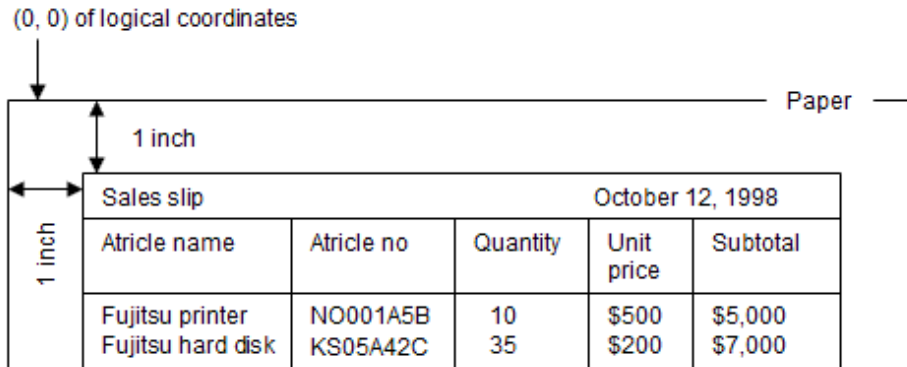 (0, 0) of logical coordinates
Paper
1 inch
1 inch
Sales slip October 12, 1998
Atricle name Atricle no Quantity Unit price Subtotal
Fujitsu printer NO001A5B 10 $500 $5,000
Fujitsu hard disk KS05A42C 35 $200 $7,000